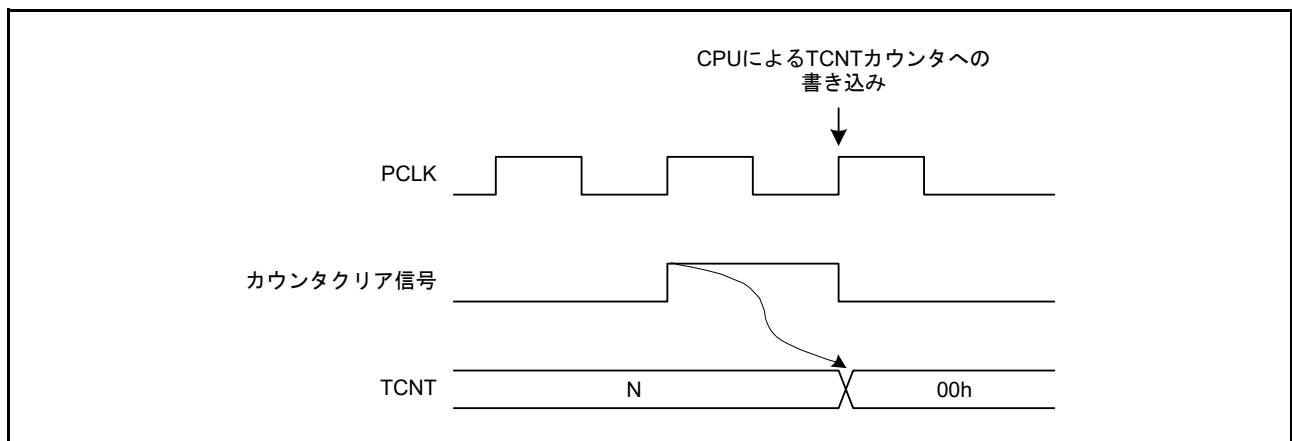 CPUによるTCNTカウンタへの
書き込み
PCLK
カウンタクリア信号
TCNT
N
00h